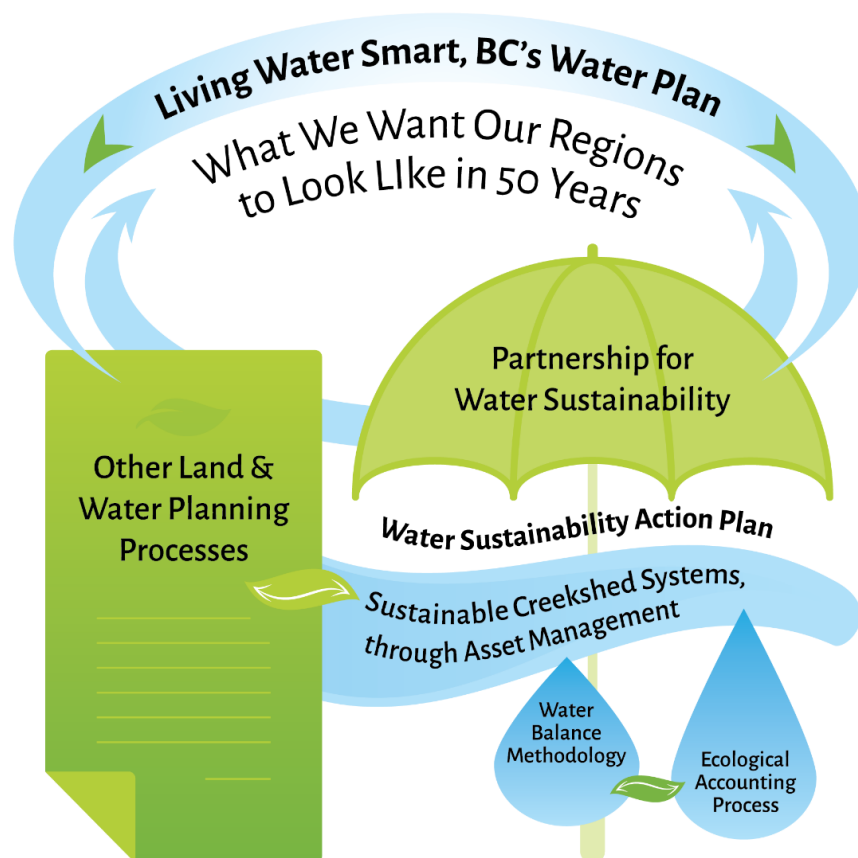 Living Water Smart, BC’s Water Plan
What We Want Our Regions
to Look LIke in 50 Years
Partnership for
Water Sustainability
Other Land &
Water Planning
Processes
Water Sustainability Action Plan
Sustainable Creekshed Systems,
through Asset Management
Water
Balance
Methodology
Ecological
Accounting
Process